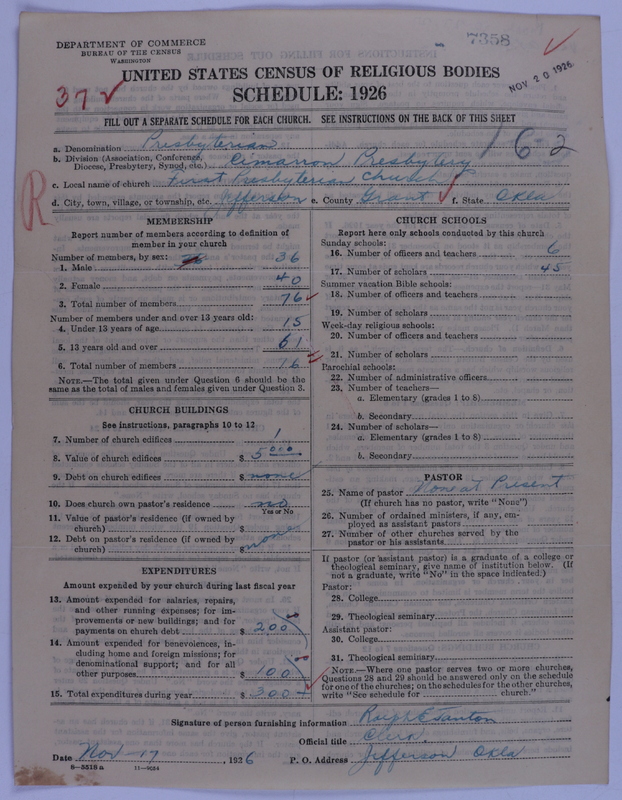 7358
DEPARTMENT OF COMMERCE
BUREAU OF THE CENSUS
WASHINGTON
NOV 20 1926
UNITED STATES CENSUS OF RELIGIOUS BODIES
37
SCHEDULE: 1926
FILL OUT A SEPARATE SCHEDULE FOR EACH CHURCH. SEE INSTRUCTIONS ON THE BACK OF THIS SHEET
162
a. Denomination Presbyterian
b. Division (Association, Conference, Diocese, Presbytery, Synod, etc.) Cimarron Presbytery
c. Local name of church First Presbyterian Church
R
d. City, town, village, or township, etc. Jefferson e. County Grant f. State Okla
MEMBERSHIP
Report number of members according to definition of
member in your church
Number of members, by sex:
1. Male 36
2. Female 40
3. Total number of members 76
Number of members under and over 13 years old:
4. Under 13 years of age 15
5. 13 years old and over 61
6. Total number of members 76
NOTE.—The total given under Question 6 should be the
same as the total of males and females given under Question 3.
CHURCH BUILDINGS
See instructions, paragraphs 10 to 12
7. Number of church edifices 1
8. Value of church edifices $ 5000
9. Debt on church edifices $ none
10. Does church own pastor's residence no
Yes or No
11. Value of pastor's residence (if owned by
church) $
12. Debt on pastor's residence (if owned by
church) $ none
EXPENDITURES
Amount expended by your church during last fiscal year
13. Amount expended for salaries, repairs,
and other running expenses; for im-
provements or new buildings; and for
payments on church debt $ 200
14. Amount expended for benevolences, in-
cluding home and foreign missions; for
denominational support; and for all
other purposes $ 100
15. Total expenditures during year $ 300
CHURCH SCHOOLS
Report here only schools conducted by this church
Sunday schools:
16. Number of officers and teachers 6
17. Number of scholars 45
Summer vacation Bible schools:
18. Number of officers and teachers
19. Number of scholars
Week-day religious schools:
20. Number of officers and teachers
21. Number of scholars
Parochial schools:
22. Number of administrative officers
23. Number of teachers—
a. Elementary (grades 1 to 8)
b. Secondary
24. Number of scholars—
a. Elementary (grades 1 to 8)
b. Secondary
PASTOR
25. Name of pastor None at Present
(If church has no pastor, write "None")
26. Number of ordained ministers, if any, em-
ployed as assistant pastors
27. Number of other churches served by the
pastor or his assistants
If pastor (or assistant pastor) is a graduate of a college or
theological seminary, give name of institution below. (If
not a graduate, write "No" in the space indicated.)
Pastor:
28. College
29. Theological seminary
Assistant pastor:
30. College
31. Theological seminary
NOTE.—Where one pastor serves two or more churches,
Questions 28 and 29 should be answered only on the schedule
for one of the churches; on the schedules for the other churches,
write "See schedule for church."
Signature of person furnishing information Ralph C Tanton
Official title Clerk
Date Nov-17, 1926 P. O. Address Jefferson Okla
8-5518a 11-9054